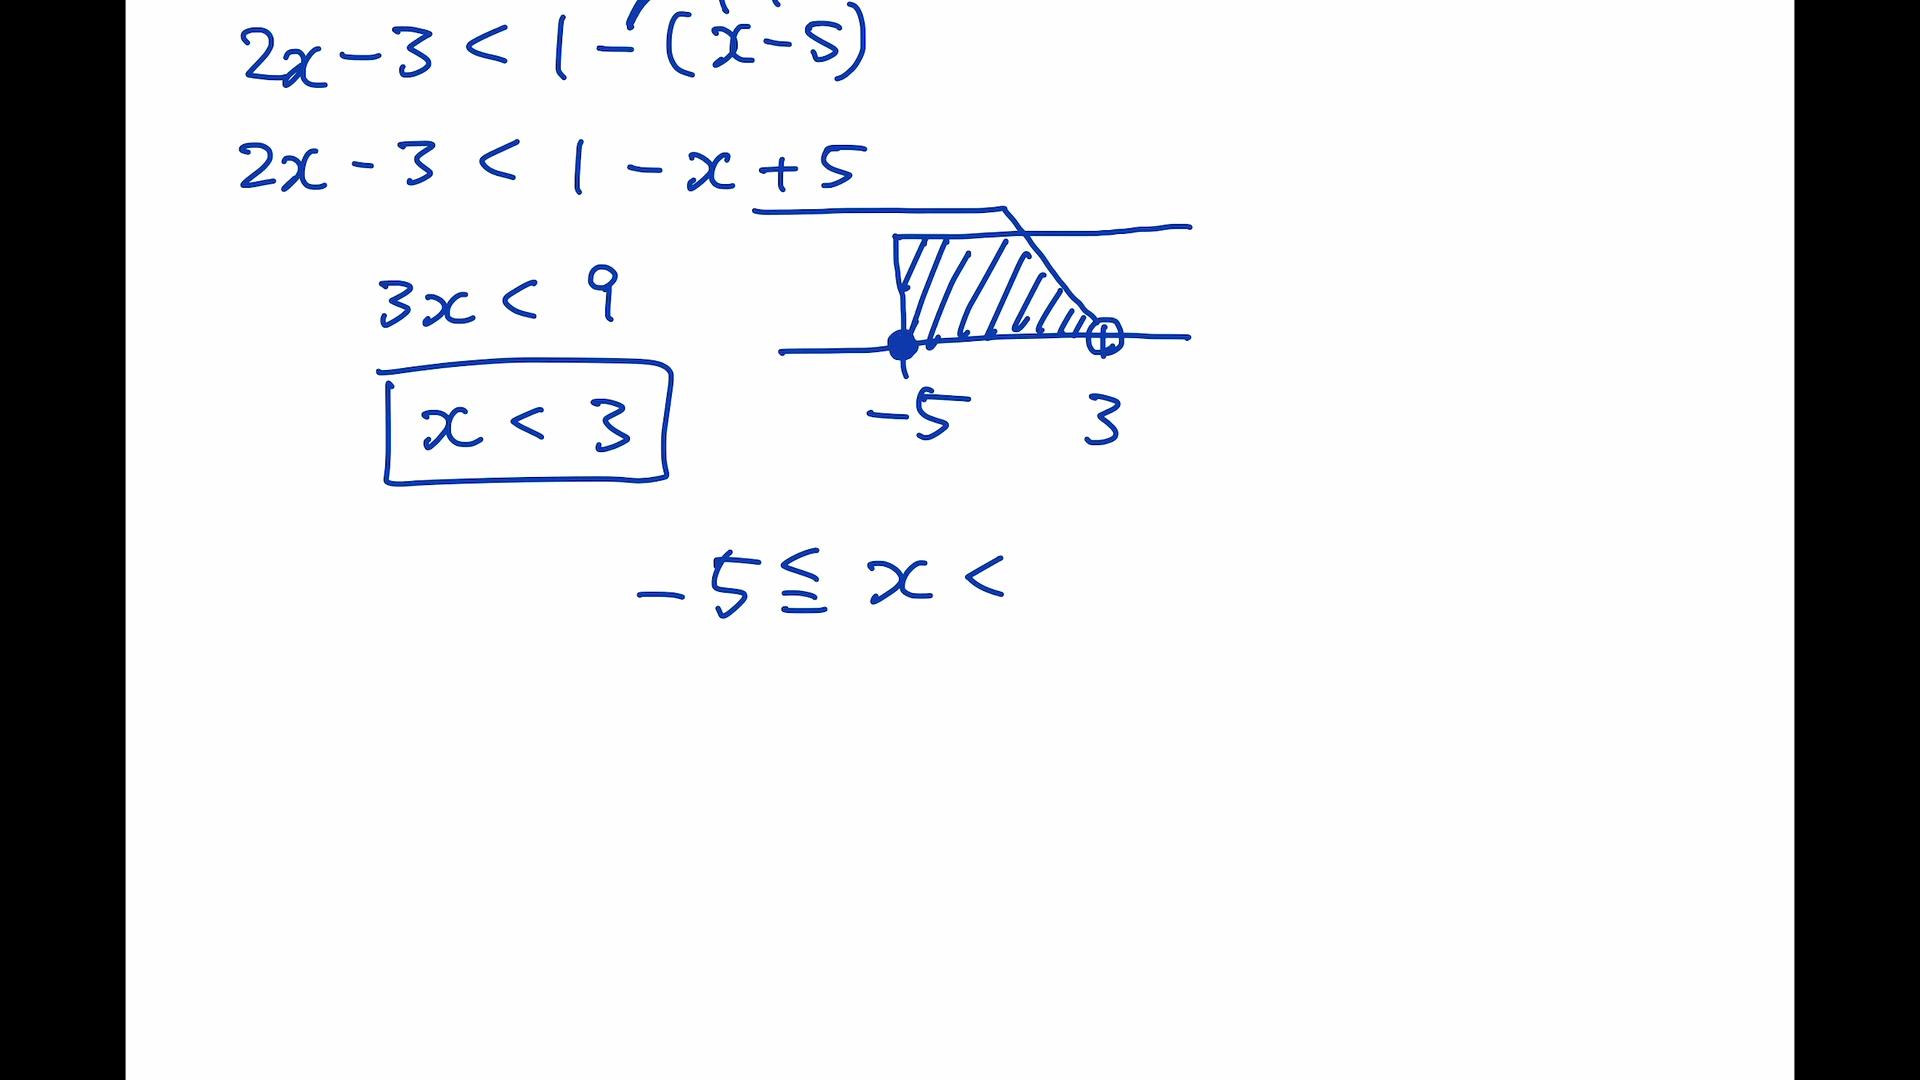 2x - 3 < 1 - (x - 5)
2x - 3 < 1 - x + 5
3x < 9
x < 3
-5 3
-5 ≦ x <